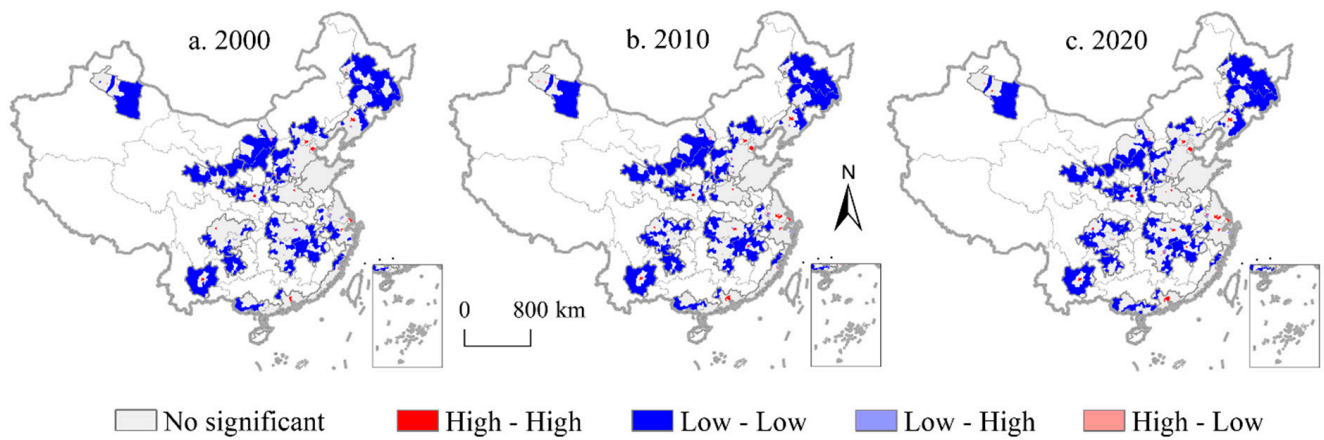 a. 2000
b. 2010
c. 2020
N
0 800 km
No significant
High - High
Low - Low
Low - High
High - Low